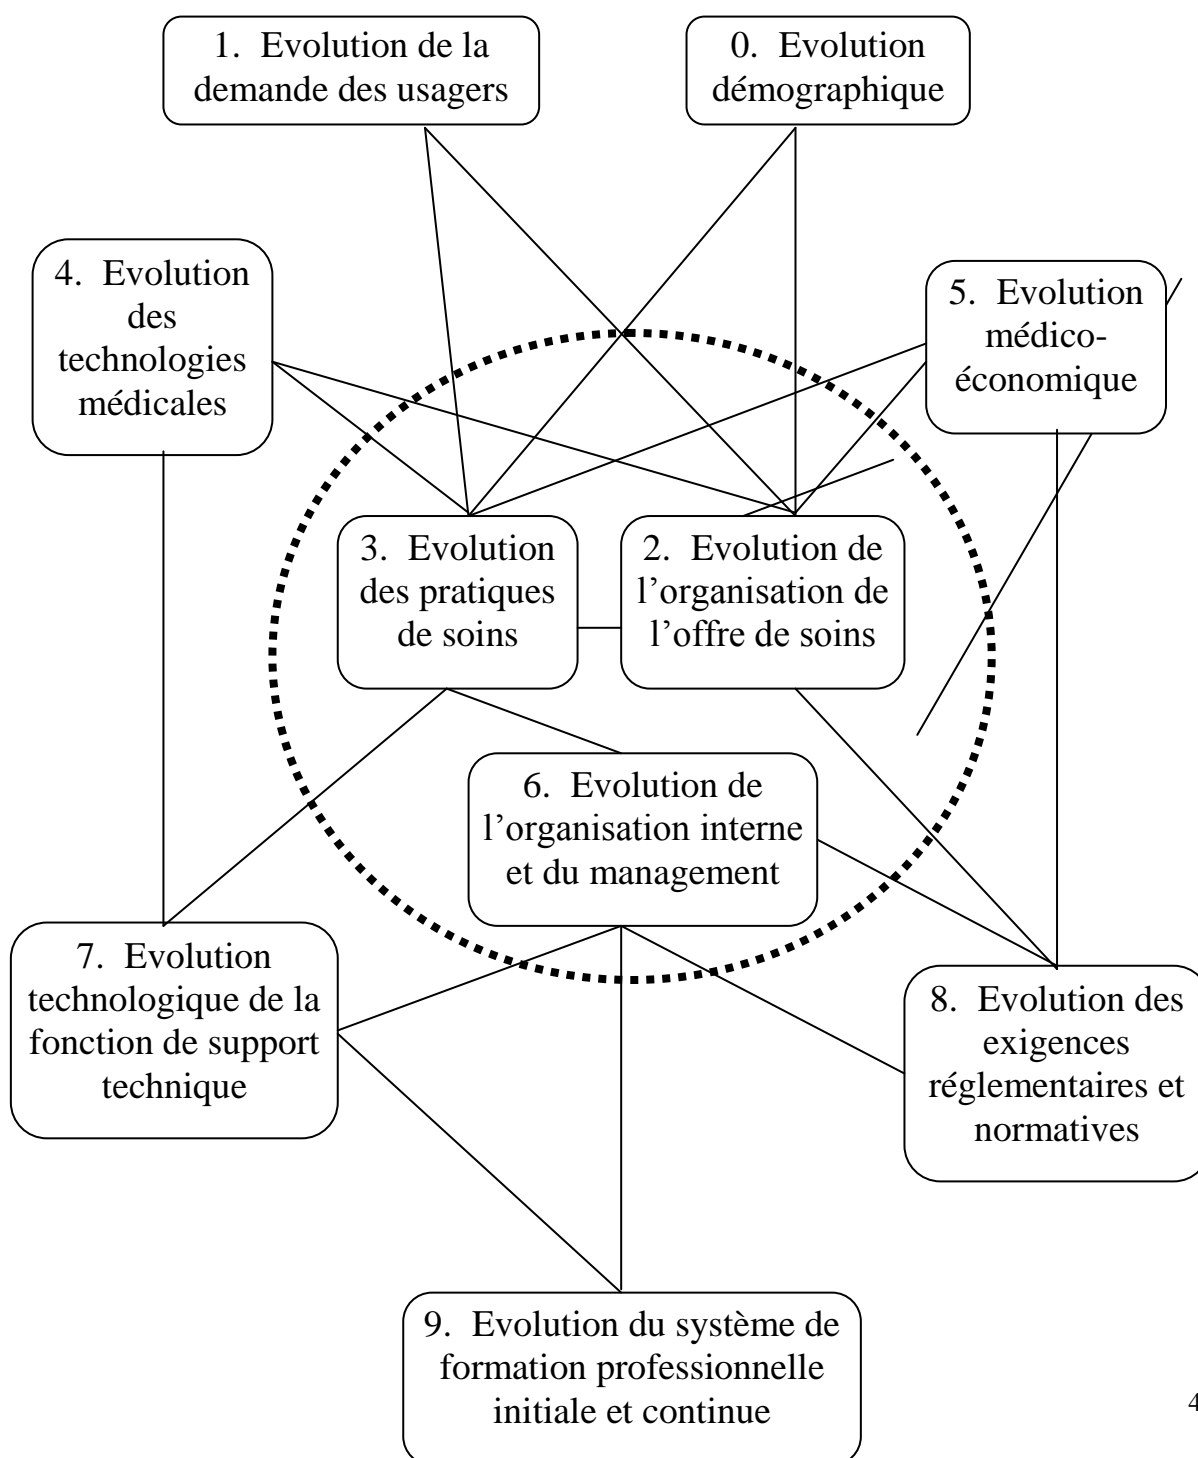 1. Evolution de la
demande des usagers
0. Evolution
démographique
4. Evolution
des
technologies
médicales
5. Evolution
médico-
économique
3. Evolution
des pratiques
de soins
2. Evolution de
l’organisation de
l’offre de soins
6. Evolution de
l’organisation interne
et du management
7. Evolution
technologique de la
fonction de support
technique
8. Evolution des
exigences
réglementaires et
normatives
9. Evolution du système de
formation professionnelle
initiale et continue
4